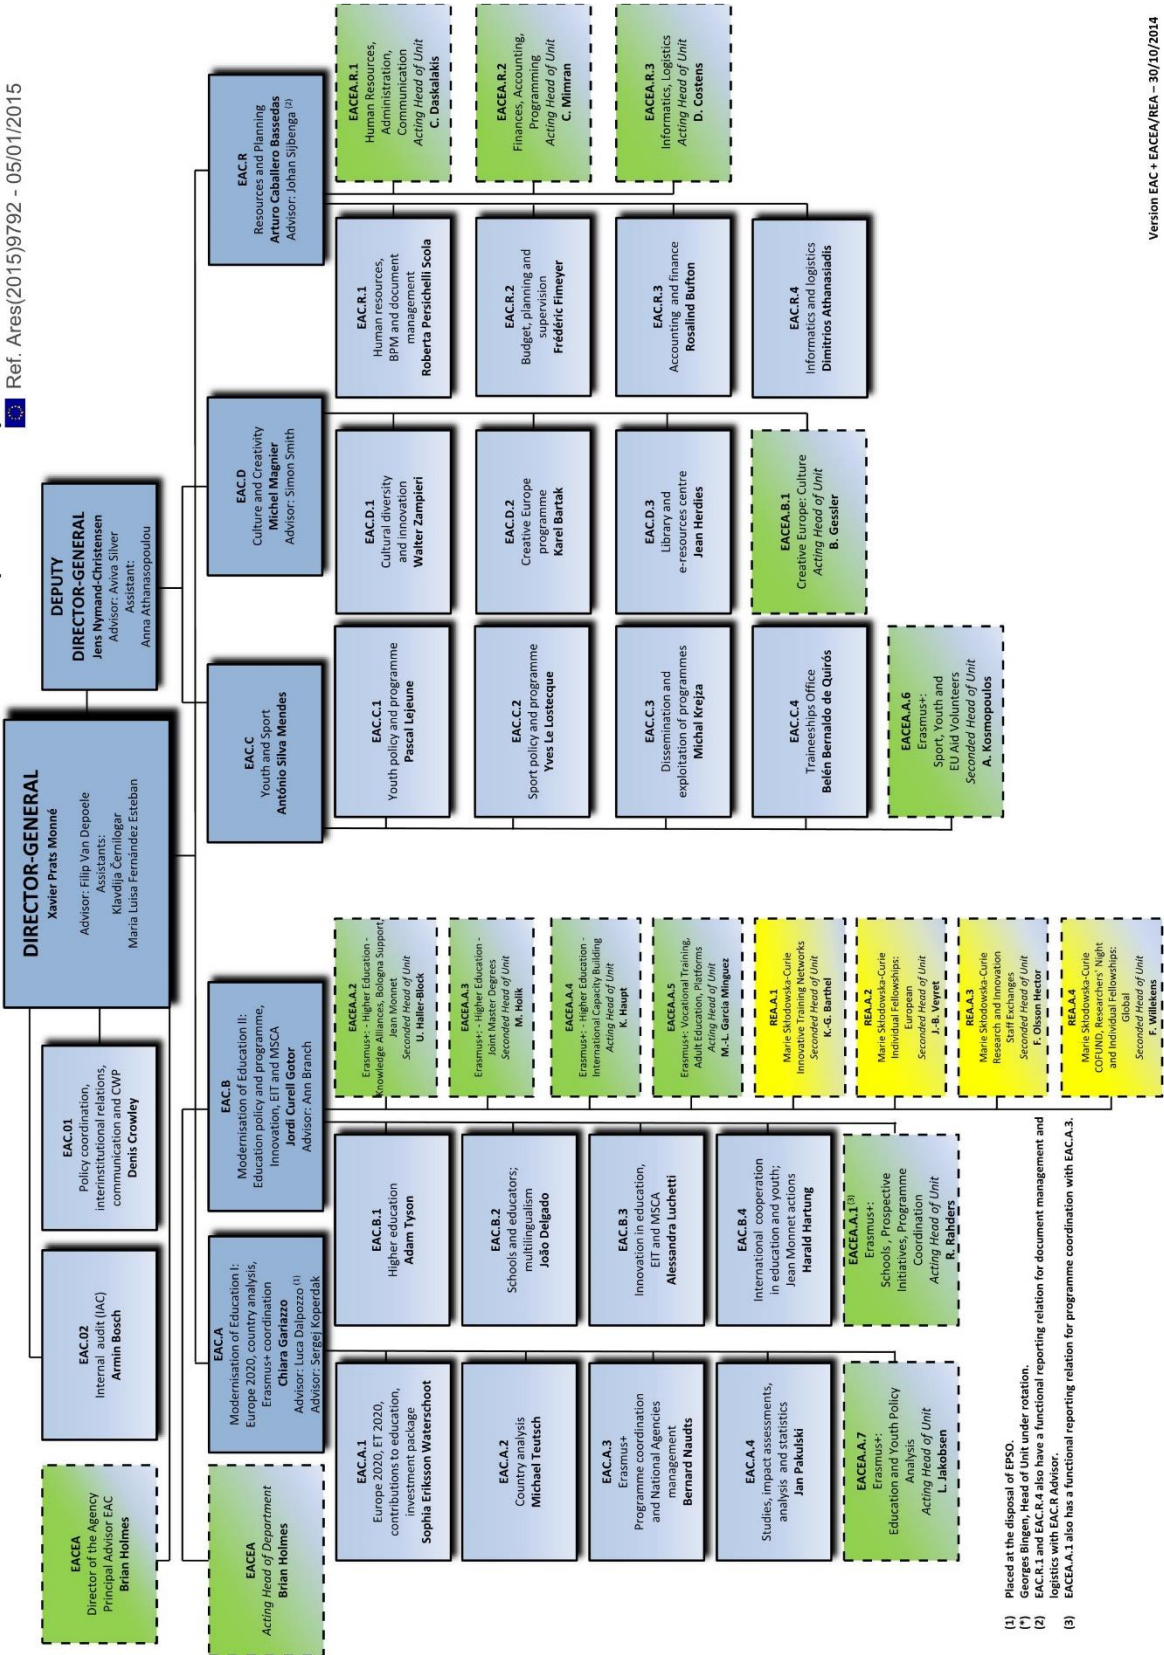 Ref. Ares(2015)9792 - 05/01/2015
DIRECTOR-GENERAL
Xavier Prats Monné
Advisor: Filip Van Depoele
Assistants:
Klavdija Černilogar
Maria Luisa Fernández Esteban
DEPUTY
DIRECTOR-GENERAL
Jens Nymand-Christensen
Advisor: Aviva Silver
Assistant:
Anna Athanasopoulou
EACEA
Director of the Agency
Principal Advisor EAC
Brian Holmes
EAC.02
Internal audit (IAC)
Armin Bosch
EAC.01
Policy coordination,
interinstitutional relations,
communication and CWP
Denis Crowley
EACEA
Acting Head of Department
Brian Holmes
EAC.A
Modernisation of Education I:
Europe 2020, country analysis,
Erasmus+ coordination
Chiara Gariazzo
Advisor: Luca Dalpozzo (1)
Advisor: Sergej Koperdak
EAC.B
Modernisation of Education II:
Education policy and programme,
Innovation, EIT and MSCA
Jordi Curell Gotor
Advisor: Ann Branch
EAC.C
Youth and Sport
António Silva Mendes
EAC.D
Culture and Creativity
Michel Magnier
Advisor: Simon Smith
EAC.R
Resources and Planning
Arturo Caballero Bassedas
Advisor: Johan Sijbenga (2)
EAC.A.1
Europe 2020, ET 2020,
contributions to education,
investment package
Sophia Eriksson Waterschoot
EAC.A.2
Country analysis
Michael Teutsch
EAC.A.3
Erasmus+
Programme coordination
and National Agencies
management
Bernard Naudts
EAC.A.4
Studies, impact assessments,
analysis and statistics
Jan Pakulski
EACEA.A.7
Erasmus+:
Education and Youth Policy
Analysis
Acting Head of Unit
L. Jakobsen
EAC.B.1
Higher education
Adam Tyson
EAC.B.2
Schools and educators;
multilingualism
João Delgado
EAC.B.3
Innovation in education,
EIT and MSCA
Alessandra Luchetti
EAC.B.4
International cooperation
in education and youth;
Jean Monnet actions
Harald Hartung
EACEA.A.1 (3)
Erasmus+:
Schools , Prospective
Initiatives, Programme
Coordination
Acting Head of Unit
R. Rahders
EACEA.A.2
Erasmus+: - Higher Education -
Knowledge Alliances, Bologna Support,
Jean Monnet
Seconded Head of Unit
U. Haller-Block
EACEA.A.3
Erasmus+: - Higher Education -
Joint Master Degrees
Seconded Head of Unit
M. Holik
EACEA.A.4
Erasmus+: - Higher Education -
International Capacity Building
Acting Head of Unit
K. Haupt
EACEA.A.5
Erasmus+: Vocational Training,
Adult Education, Platforms
Acting Head of Unit
M.-L. Garcia Minguez
REA.A.1
Marie Skłodowska-Curie
Innovative Training Networks
Seconded Head of Unit
K.-G. Barthel
REA.A.2
Marie Skłodowska-Curie
Individual Fellowships:
European
Seconded Head of Unit
J.-B. Veyret
REA.A.3
Marie Skłodowska-Curie
Research and Innovation
Staff Exchanges
Seconded Head of Unit
F. Olsson Hector
REA.A.4
Marie Skłodowska-Curie
COFUND, Researchers' Night
and Individual Fellowships:
Global
Seconded Head of Unit
F. Willekens
EAC.C.1
Youth policy and programme
Pascal Lejeune
EAC.C.2
Sport policy and programme
Yves Le Lostecque
EAC.C.3
Dissemination and
exploitation of programmes
Michal Krejza
EAC.C.4
Traineeships Office
Belén Bernaldo de Quirós
EACEA.A.6
Erasmus+:
Sport, Youth and
EU Aid Volunteers
Seconded Head of Unit
A. Kosmopoulos
EAC.D.1
Cultural diversity
and innovation
Walter Zampieri
EAC.D.2
Creative Europe
programme
Karel Bartak
EAC.D.3
Library and
e-resources centre
Jean Herdies
EACEA.B.1
Creative Europe: Culture
Acting Head of Unit
B. Gessler
EAC.R.1
Human resources,
BPM and document
management
Roberta Persichelli Scola
EAC.R.2
Budget, planning and
supervision
Frédéric Fimeyer
EAC.R.3
Accounting and finance
Rosalind Bufton
EAC.R.4
Informatics and logistics
Dimitrios Athanasiadis
EACEA.R.1
Human Resources,
Administration,
Communication
Acting Head of Unit
C. Daskalakis
EACEA.R.2
Finances, Accounting,
Programming
Acting Head of Unit
C. Mimran
EACEA.R.3
Informatics, Logistics
Acting Head of Unit
D. Costens
(1) Placed at the disposal of EPSO.
(*) Georges Bingen, Head of Unit under rotation.
(2) EAC.R.1 and EAC.R.4 also have a functional reporting relation for document management and
logistics with EAC.R Advisor.
(3) EACEA.A.1 also has a functional reporting relation for programme coordination with EAC.A.3.
Version EAC + EACEA/REA – 30/10/2014